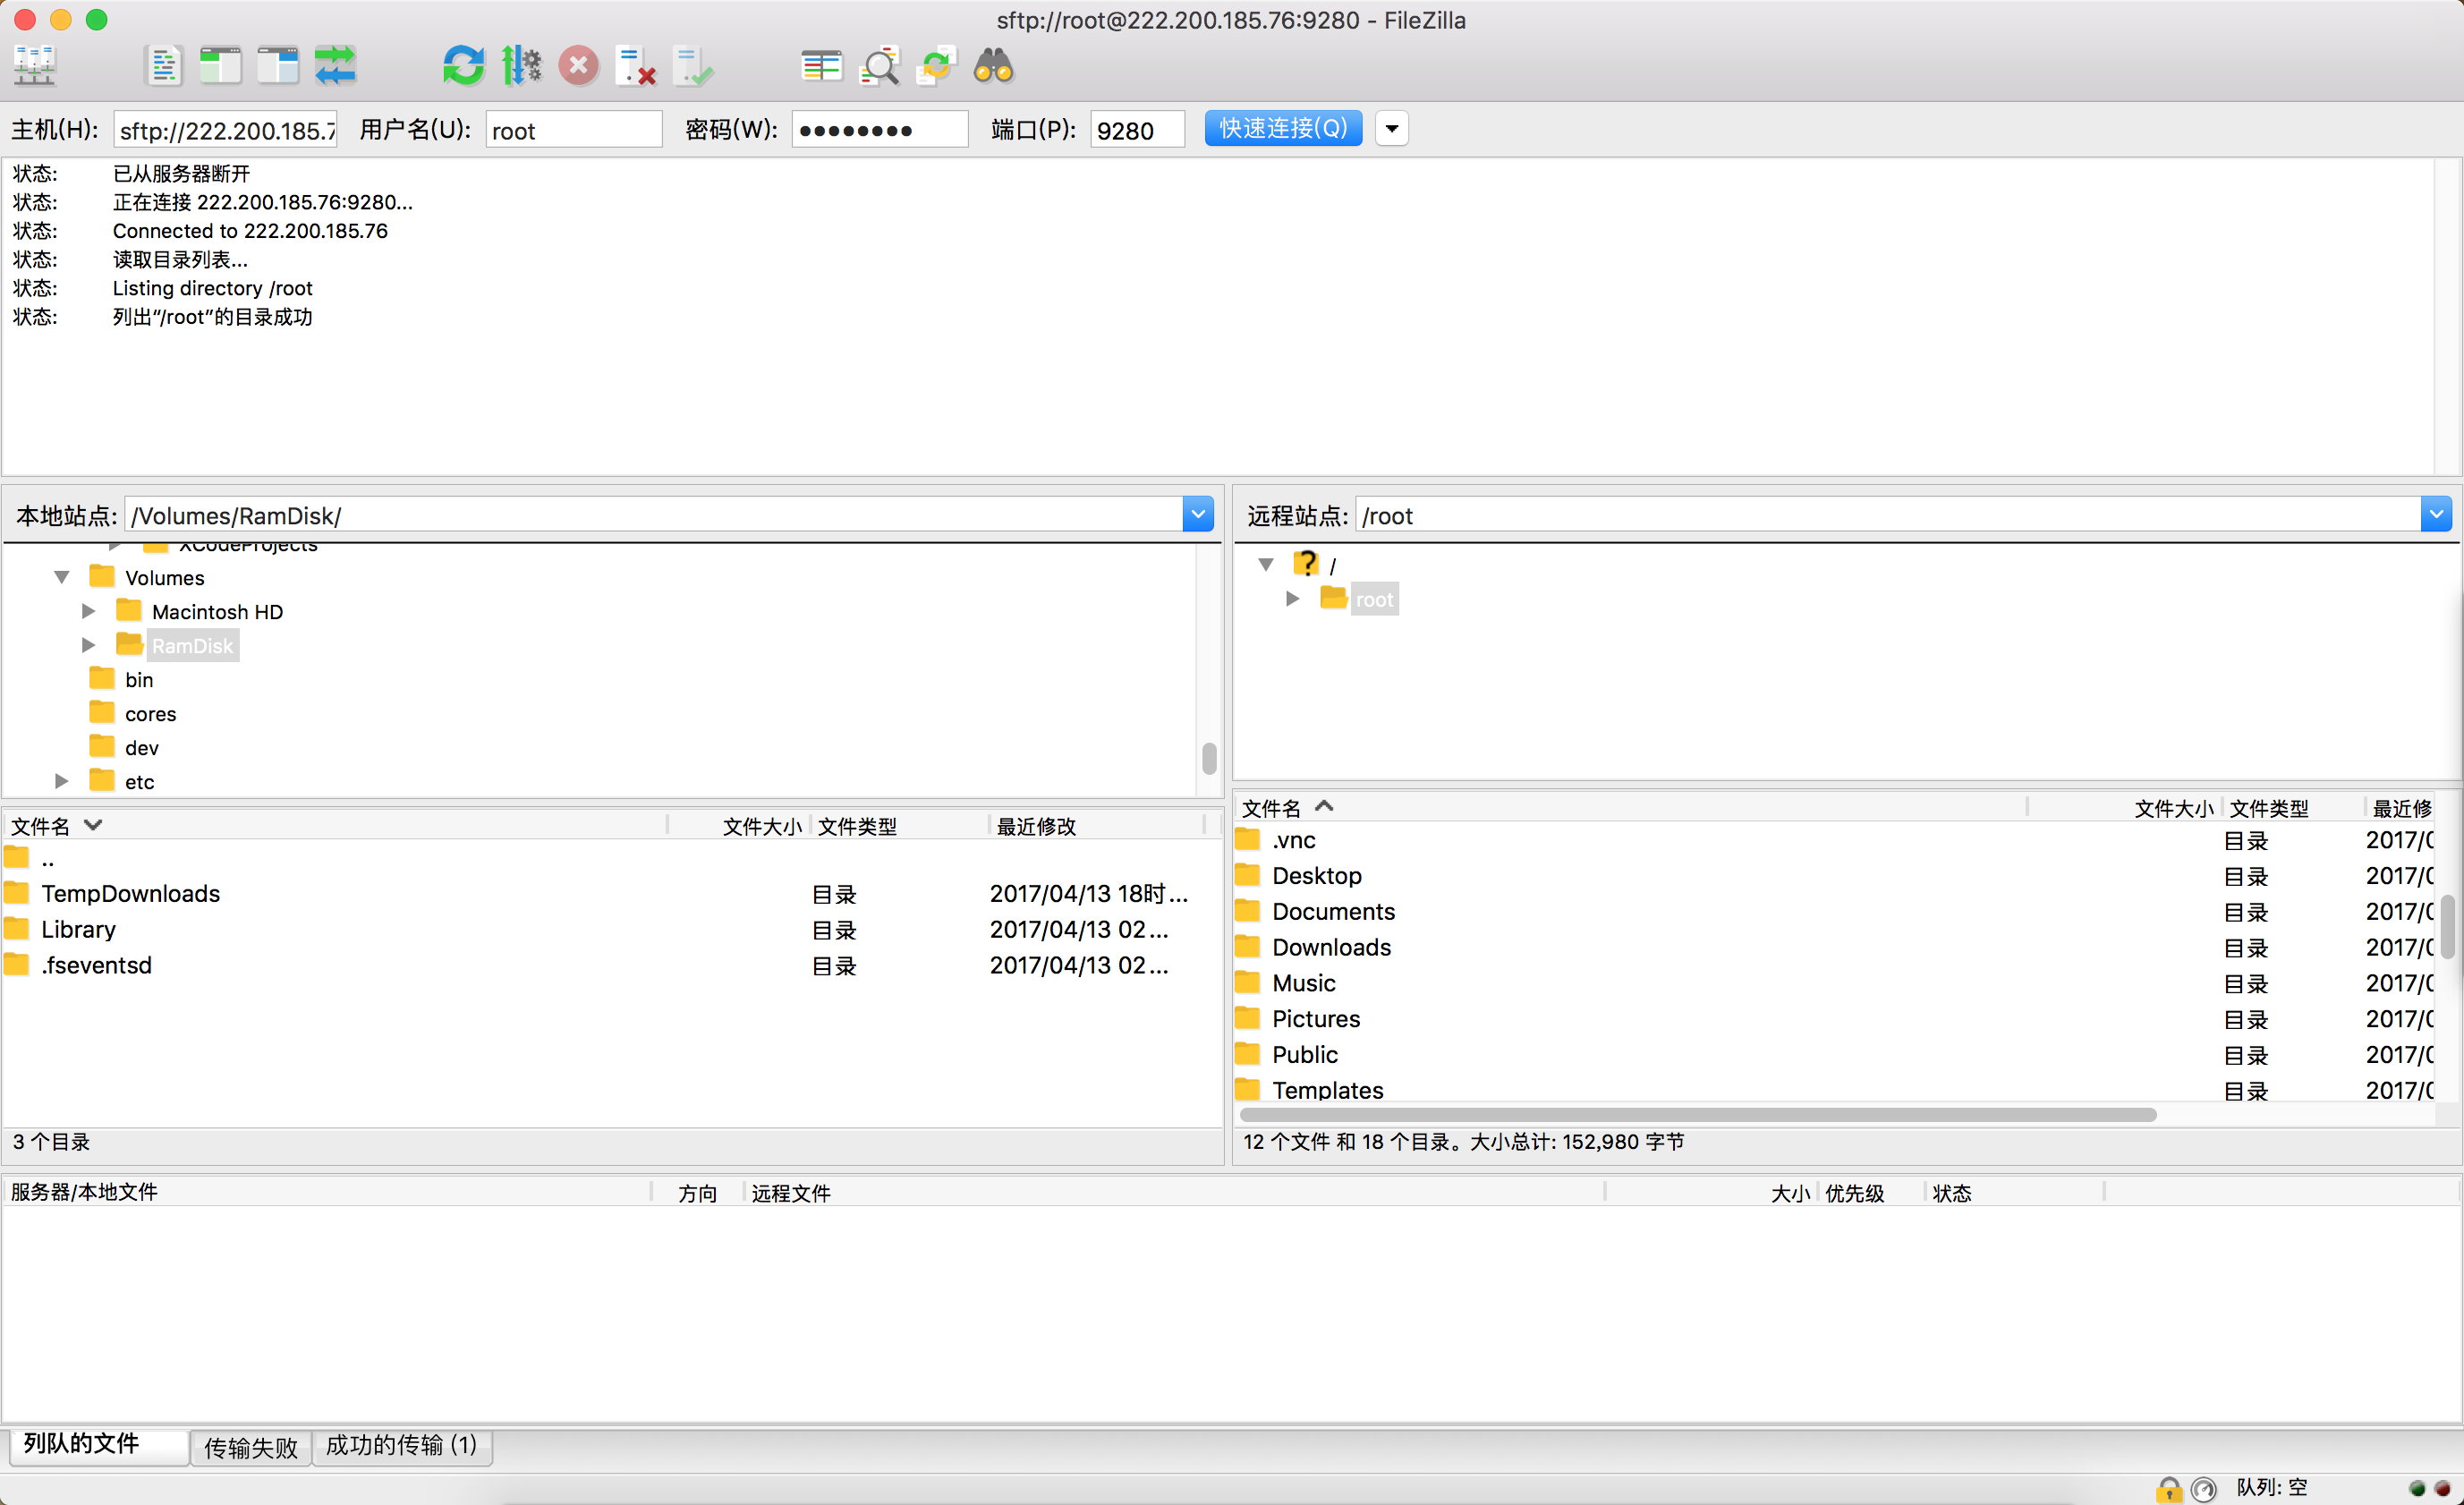 sftp://root@222.200.185.76:9280 - FileZilla
主机(H): sftp://222.200.185.7 用户名(U): root 密码(W): ●●●●●●●● 端口(P): 9280 快速连接(Q)
状态: 已从服务器断开
状态: 正在连接 222.200.185.76:9280...
状态: Connected to 222.200.185.76
状态: 读取目录列表...
状态: Listing directory /root
状态: 列出“/root”的目录成功
本地站点: /Volumes/RamDisk/
XCodeProjects
Volumes
Macintosh HD
RamDisk
bin
cores
dev
etc
文件名 文件大小 文件类型 最近修改
..
TempDownloads 目录 2017/04/13 18时...
Library 目录 2017/04/13 02...
.fseventsd 目录 2017/04/13 02...
3 个目录
远程站点: /root
/
root
文件名 文件大小 文件类型 最近修
.vnc 目录 2017/0
Desktop 目录 2017/0
Documents 目录 2017/0
Downloads 目录 2017/0
Music 目录 2017/0
Pictures 目录 2017/0
Public 目录 2017/0
Templates 目录 2017/0
12 个文件 和 18 个目录。大小总计: 152,980 字节
服务器/本地文件 方向 远程文件 大小 优先级 状态
列队的文件 传输失败 成功的传输 (1)
队列: 空